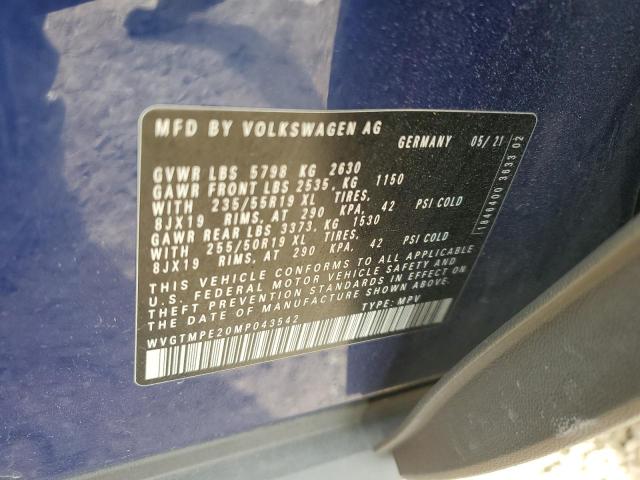 MFD BY VOLKSWAGEN AG
GERMANY 05/21
GVWR LBS 5798 KG 2630
GAWR FRONT LBS 2535, KG 1150
WITH 235/55R19 XL TIRES,
8JX19 RIMS, AT 290 KPA, 42 PSI COLD
GAWR REAR LBS 3373, KG 1530
WITH 255/50R19 XL TIRES,
8JX19 RIMS, AT 290 KPA, 42 PSI COLD
THIS VEHICLE CONFORMS TO ALL APPLICABLE
U.S. FEDERAL MOTOR VEHICLE SAFETY AND
THEFT PREVENTION STANDARDS IN EFFECT ON
THE DATE OF MANUFACTURE SHOWN ABOVE.
WVGTMPE20MP043542 TYPE: MPV
1840400 3633 02